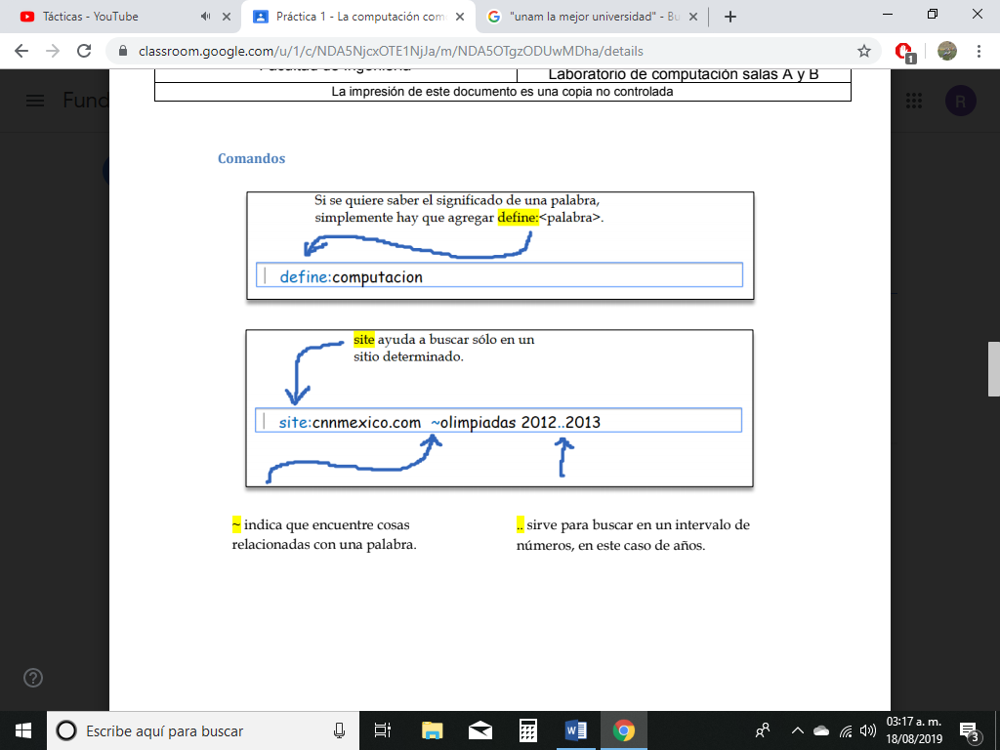 Tácticas - YouTube
Práctica 1 - La computación com
"unam la mejor universidad" - Bu
classroom.google.com/u/1/c/NDA5NjcxOTE1NjJa/m/NDA5OTgzODUwMDha/details
1
Facultad de Ingeniería
Laboratorio de computación salas A y B
La impresión de este documento es una copia no controlada
Fund
R
Comandos
Si se quiere saber el significado de una palabra,
simplemente hay que agregar define:<palabra>.
define:computacion
site ayuda a buscar sólo en un
sitio determinado.
site:cnnmexico.com ~olimpiadas 2012..2013
~ indica que encuentre cosas
relacionadas con una palabra.
.. sirve para buscar en un intervalo de
números, en este caso de años.
Escribe aquí para buscar
03:17 a. m.
18/08/2019
3